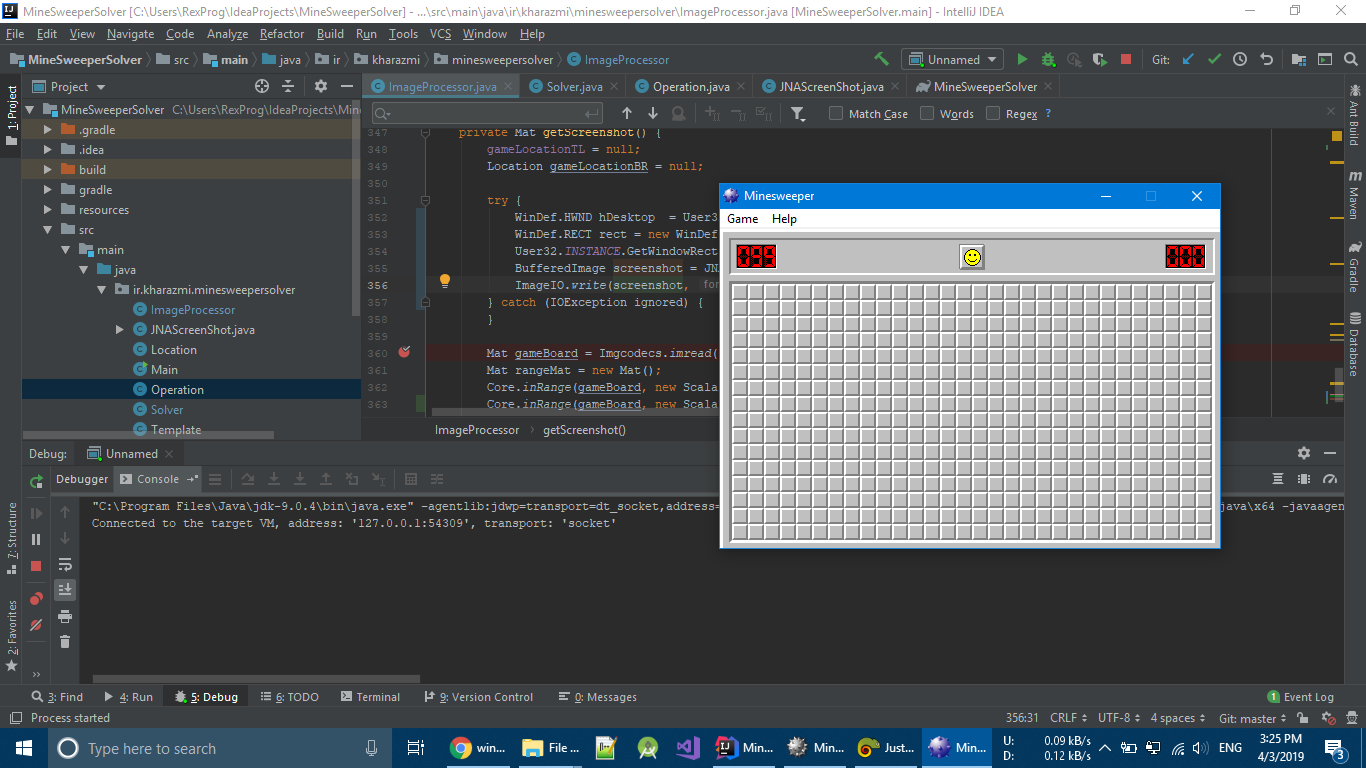 MineSweeperSolver [C:\Users\RexProg\IdeaProjects\MineSweeperSolver] - ...\src\main\java\ir\kharazmi\minesweepersolver\ImageProcessor.java [MineSweeperSolver.main] - IntelliJ IDEA
File Edit View Navigate Code Analyze Refactor Build Run Tools VCS Window Help
MineSweeperSolver src main java ir kharazmi minesweepersolver ImageProcessor Unnamed Git:
1: Project
Project
ImageProcessor.java Solver.java Operation.java JNAScreenShot.java MineSweeperSolver
MineSweeperSolver C:\Users\RexProg\IdeaProjects\Min
Match Case Words Regex ?
.gradle
.idea
build
gradle
resources
src
main
java
ir.kharazmi.minesweepersolver
ImageProcessor
JNAScreenShot.java
Location
Main
Operation
Solver
Template
347 private Mat getScreenshot() {
348 gameLocationTL = null;
349 Location gameLocationBR = null;
350
351 try {
352 WinDef.HWND hDesktop = User3
353 WinDef.RECT rect = new WinDef
354 User32.INSTANCE.GetWindowRect
355 BufferedImage screenshot = JN
356 ImageIO.write(screenshot, for
357 } catch (IOException ignored) {
358 }
359
360 Mat gameBoard = Imgcodecs.imread(
361 Mat rangeMat = new Mat();
362 Core.inRange(gameBoard, new Scala
363 Core.inRange(gameBoard, new Scala
ImageProcessor getScreenshot()
Minesweeper
Game Help
094
000
Ant Build
Maven
Gradle
Database
Debug: Unnamed
Debugger Console
"C:\Program Files\Java\jdk-9.0.4\bin\java.exe" -agentlib:jdwp=transport=dt_socket,address= java\x64 -javaagen
Connected to the target VM, address: '127.0.0.1:54309', transport: 'socket'
7: Structure
2: Favorites
3: Find 4: Run 5: Debug 6: TODO Terminal 9: Version Control 0: Messages 1 Event Log
Process started 356:31 CRLF UTF-8 4 spaces Git: master
Type here to search win... File ... Min... Min... Just... Min... U: 0.09 kB/s ENG 3:25 PM
D: 0.12 kB/s 4/3/2019 3